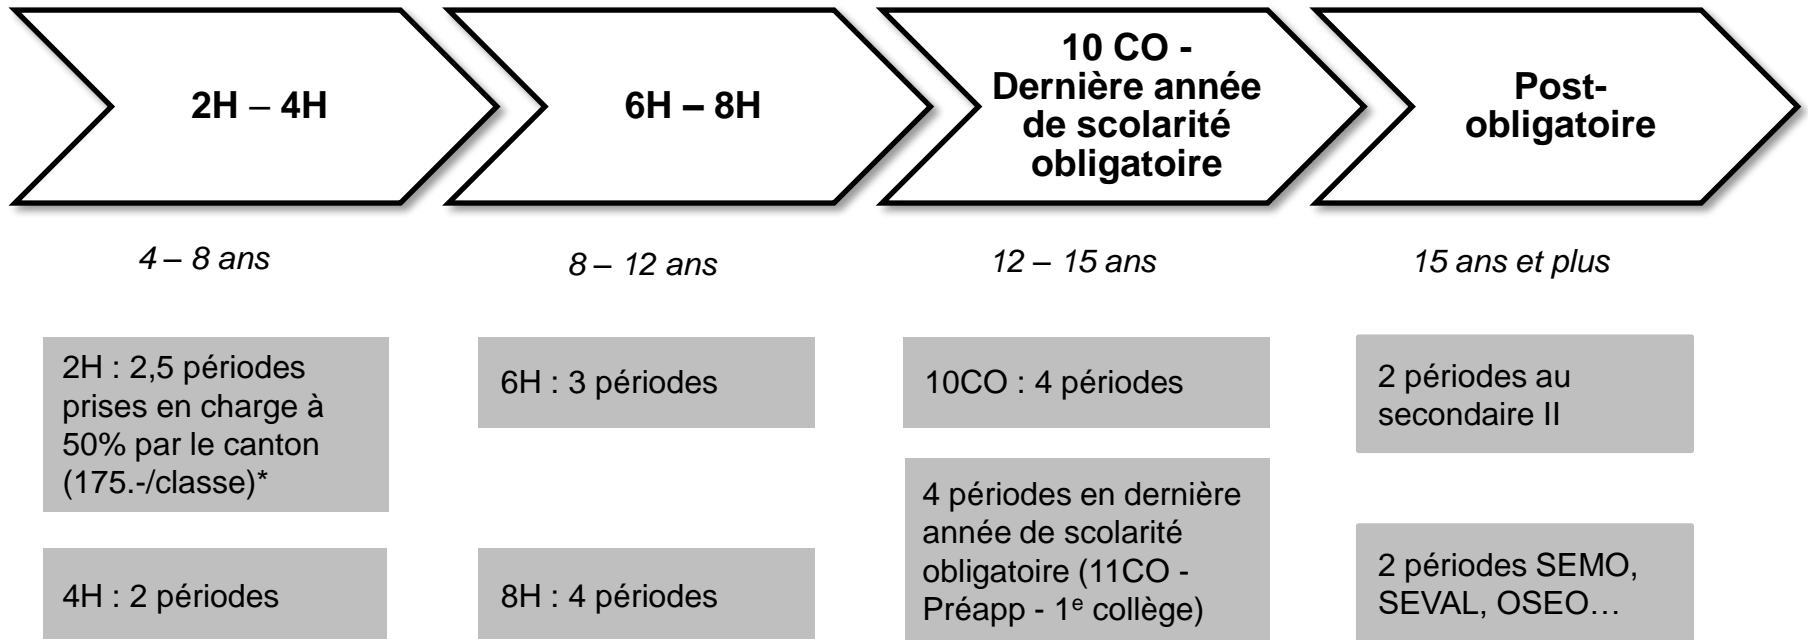 2H – 4H
6H – 8H
10 CO -
Dernière année
de scolarité
obligatoire
Post-
obligatoire
4 – 8 ans
8 – 12 ans
12 – 15 ans
15 ans et plus
2H : 2,5 périodes
prises en charge à
50% par le canton
(175.-/classe)*
6H : 3 périodes
10CO : 4 périodes
2 périodes au
secondaire II
4H : 2 périodes
8H : 4 périodes
4 périodes en dernière
année de scolarité
obligatoire (11CO -
Préapp - 1e collège)
2 périodes SEMO,
SEVAL, OSEO…